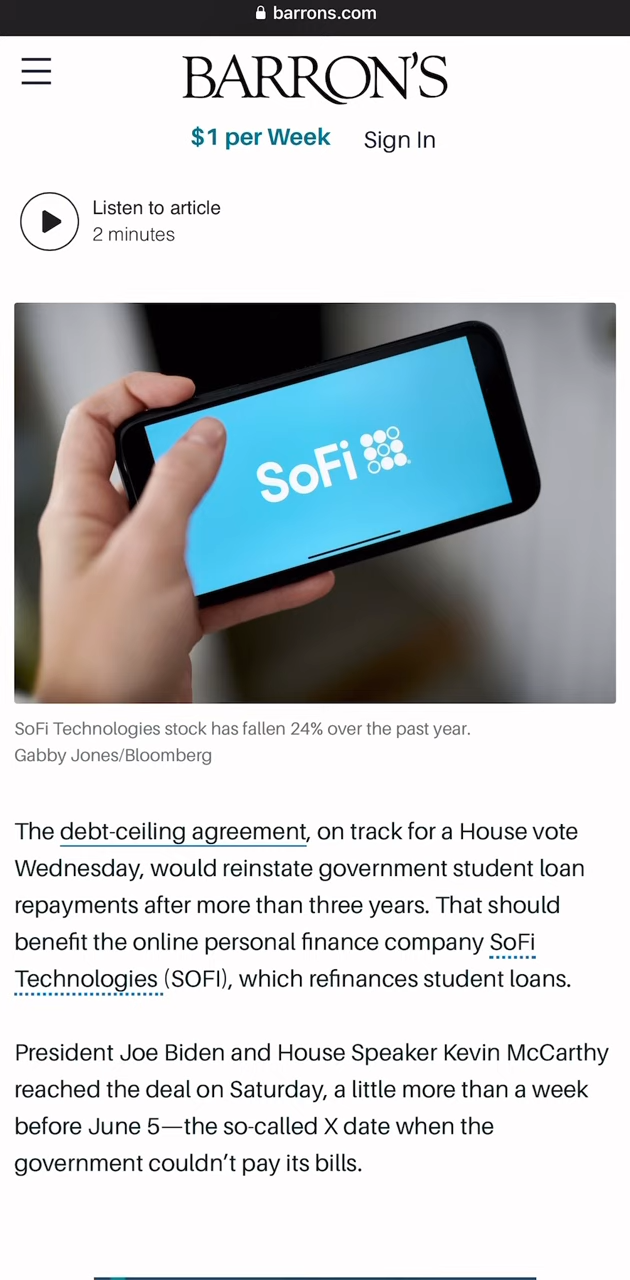 barrons.com
BARRON'S
$1 per Week Sign In
Listen to article
2 minutes
SoFi
SoFi Technologies stock has fallen 24% over the past year.
Gabby Jones/Bloomberg
The debt-ceiling agreement, on track for a House vote
Wednesday, would reinstate government student loan
repayments after more than three years. That should
benefit the online personal finance company SoFi
Technologies (SOFI), which refinances student loans.
President Joe Biden and House Speaker Kevin McCarthy
reached the deal on Saturday, a little more than a week
before June 5—the so-called X date when the
government couldn’t pay its bills.